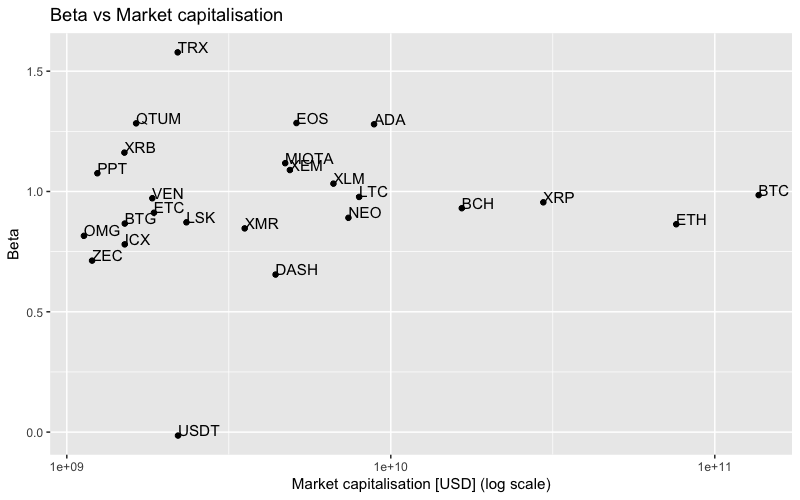 Beta vs Market capitalisation
TRX
1.5
QTUM
EOS
ADA
XRB
MIOTA
XEM
PPT
XLM
1.0
VEN
LTC
BTC
ETC
BCH
XRP
BTG
LSK
NEO
ETH
XMR
OMG
ICX
ZEC
DASH
Beta
0.5
USDT
0.0
1e+09
1e+10
1e+11
Market capitalisation [USD] (log scale)